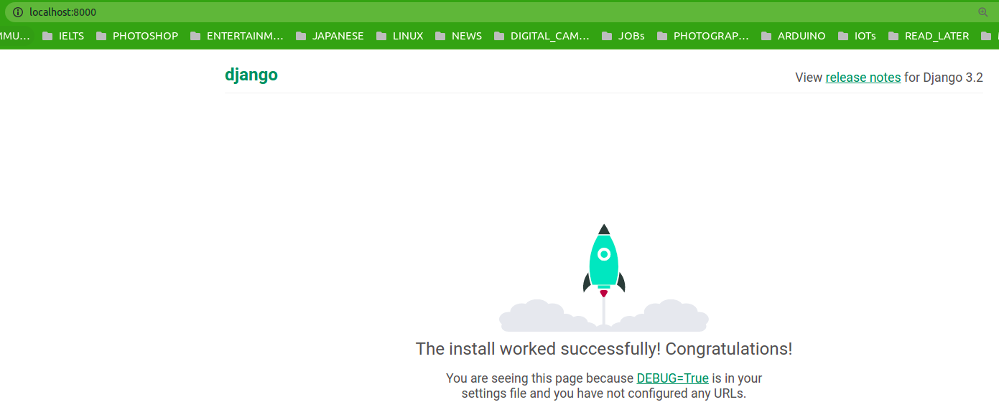 localhost:8000
MMU... IELTS PHOTOSHOP ENTERTAINM... JAPANESE LINUX NEWS DIGITAL_CAM... JOBs PHOTOGRAP... ARDUINO IOTs READ_LATER
django
View release notes for Django 3.2
The install worked successfully! Congratulations!
You are seeing this page because DEBUG=True is in your
settings file and you have not configured any URLs.